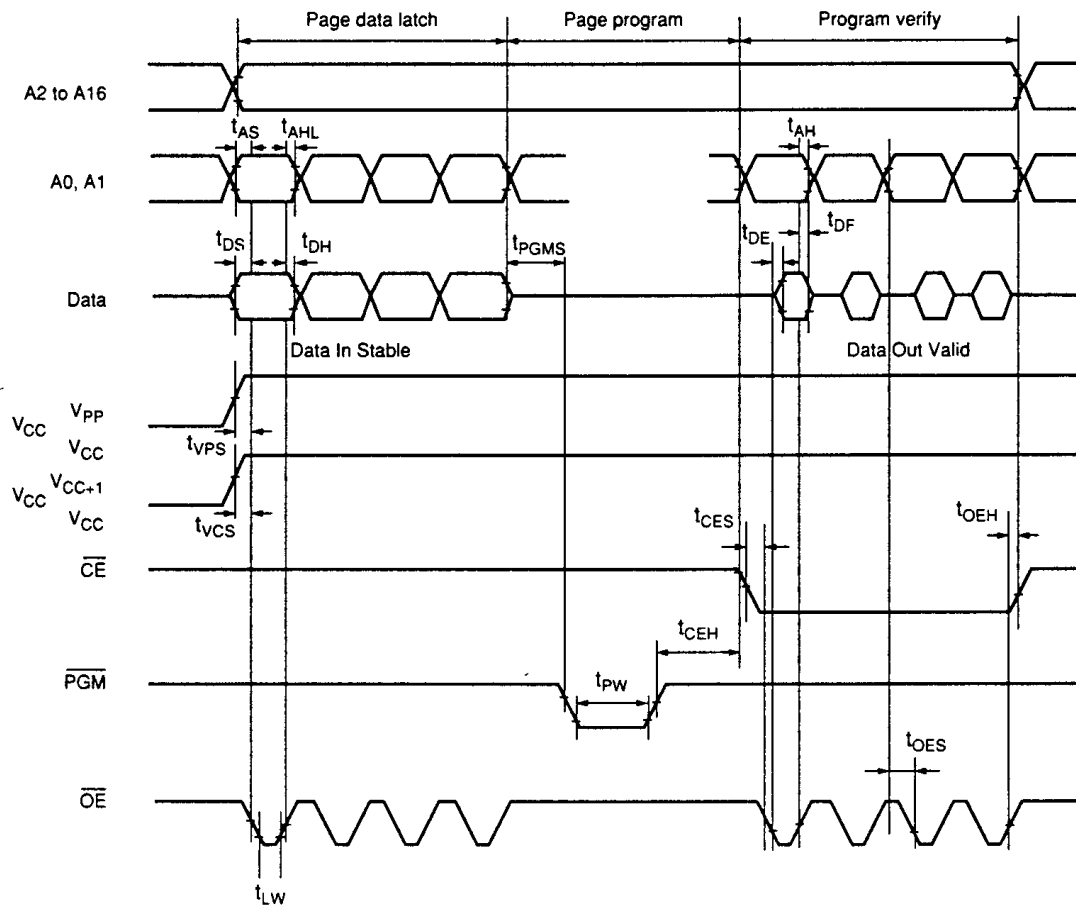 Page data latch Page program Program verify
A2 to A16
tAS tAHL tAH
A0, A1
tDS tDH tPGMS tDE tDF
Data
Data In Stable Data Out Valid
VPP
VCC
tVPS
VCC
VCC+1
VCC
VCC
tVCS tCES tOEH
CE
tCEH
PGM tPW
tOES
OE
tLW